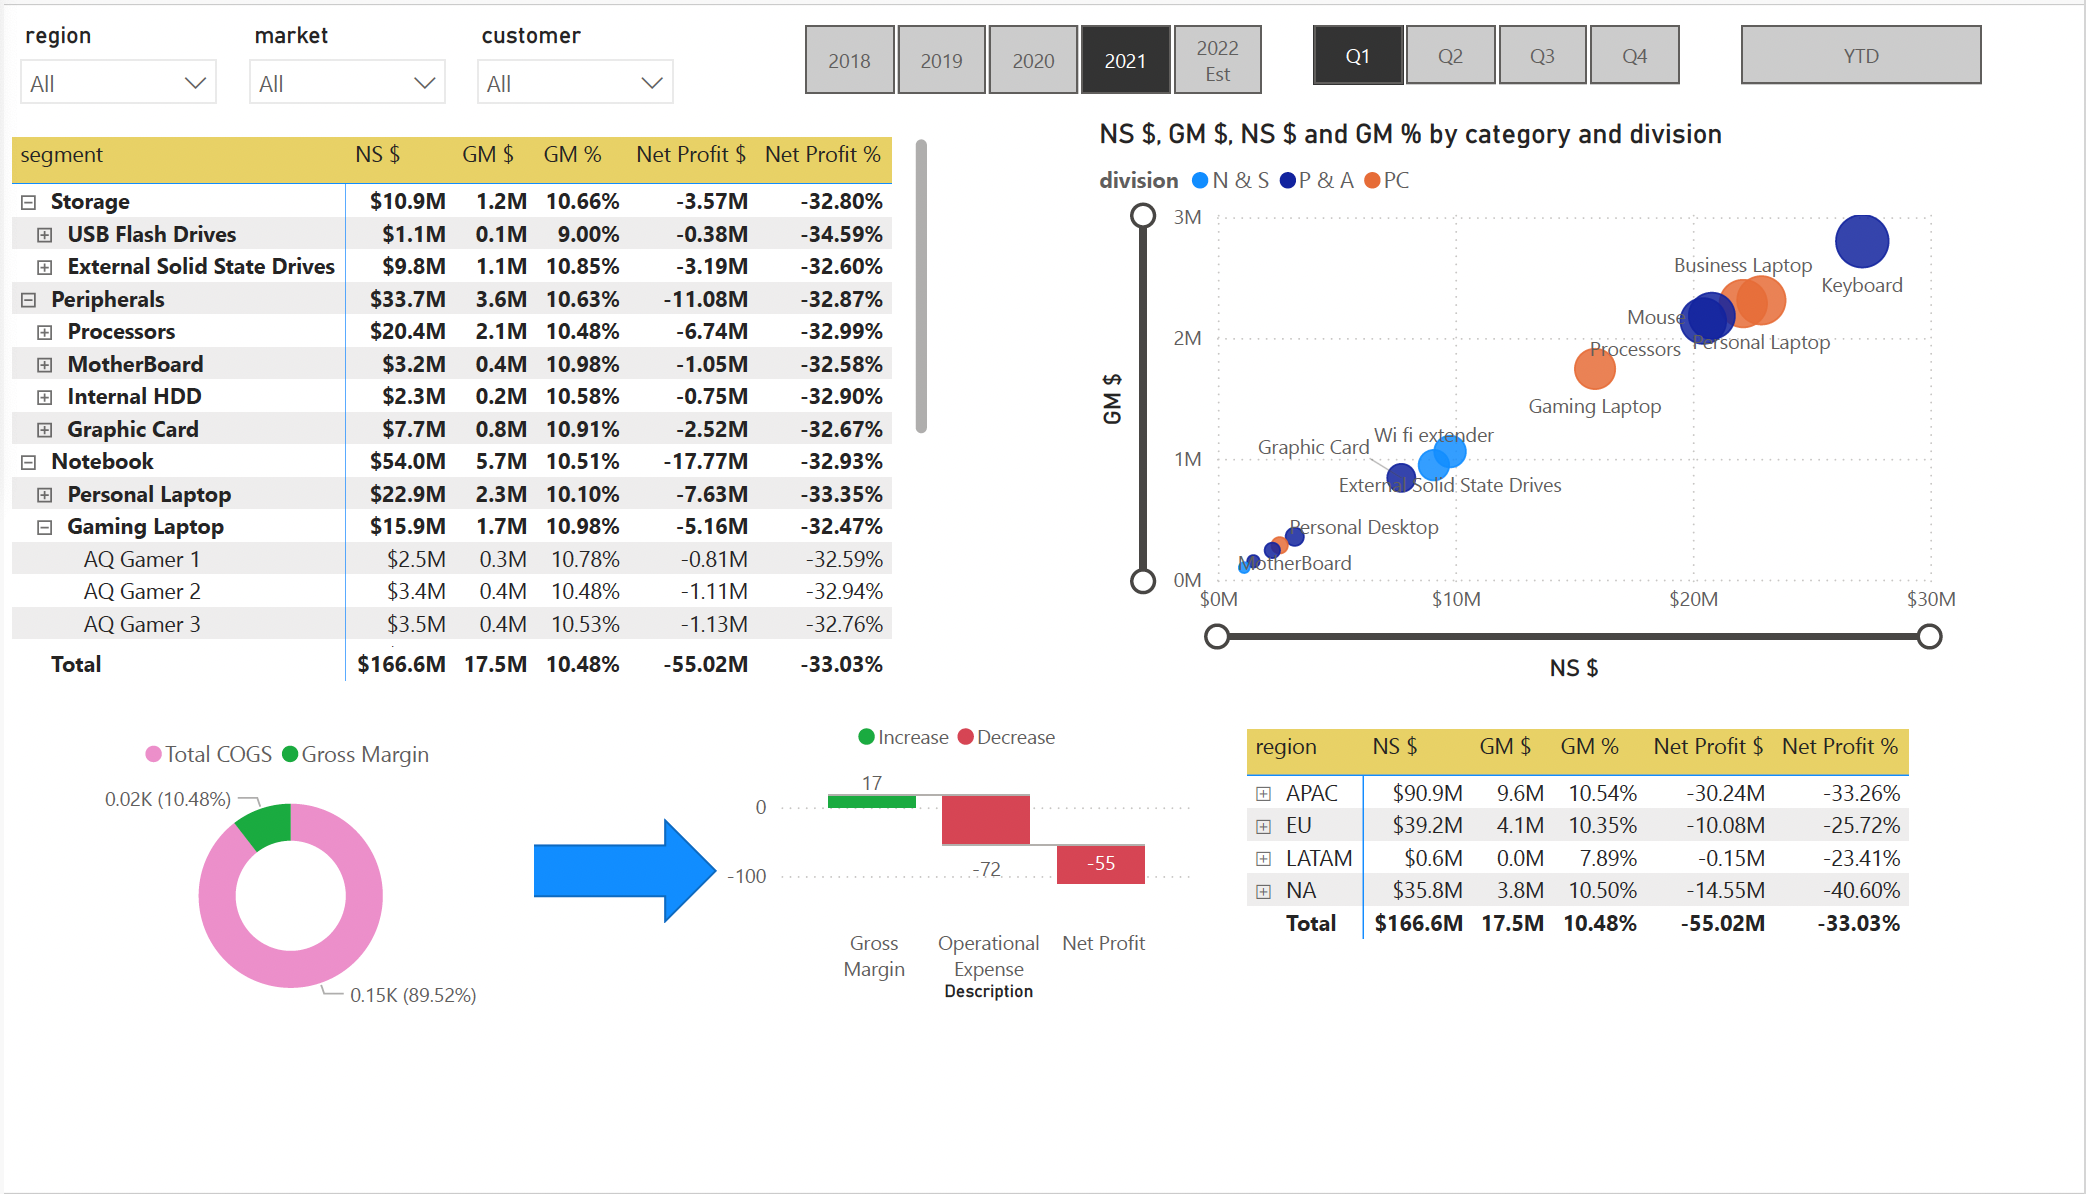 region market customer
All All All
2018 2019 2020 2021 2022 Est
Q1 Q2 Q3 Q4
YTD
segment NS $ GM $ GM % Net Profit $ Net Profit %
Storage $10.9M 1.2M 10.66% -3.57M -32.80%
USB Flash Drives $1.1M 0.1M 9.00% -0.38M -34.59%
External Solid State Drives $9.8M 1.1M 10.85% -3.19M -32.60%
Peripherals $33.7M 3.6M 10.63% -11.08M -32.87%
Processors $20.4M 2.1M 10.48% -6.74M -32.99%
MotherBoard $3.2M 0.4M 10.98% -1.05M -32.58%
Internal HDD $2.3M 0.2M 10.58% -0.75M -32.90%
Graphic Card $7.7M 0.8M 10.91% -2.52M -32.67%
Notebook $54.0M 5.7M 10.51% -17.77M -32.93%
Personal Laptop $22.9M 2.3M 10.10% -7.63M -33.35%
Gaming Laptop $15.9M 1.7M 10.98% -5.16M -32.47%
AQ Gamer 1 $2.5M 0.3M 10.78% -0.81M -32.59%
AQ Gamer 2 $3.4M 0.4M 10.48% -1.11M -32.94%
AQ Gamer 3 $3.5M 0.4M 10.53% -1.13M -32.76%
Total $166.6M 17.5M 10.48% -55.02M -33.03%
NS $, GM $, NS $ and GM % by category and division
division N & S P & A PC
GM $
3M
2M
1M
0M
Business Laptop
Keyboard
Mouse
Personal Laptop
Processors
Gaming Laptop
Wi fi extender
Graphic Card
External Solid State Drives
Personal Desktop
MotherBoard
$0M $10M $20M $30M
NS $
Total COGS Gross Margin
0.02K (10.48%)
0.15K (89.52%)
Increase Decrease
17
0
-72
-55
-100
Gross Margin
Operational Expense
Net Profit
Description
region NS $ GM $ GM % Net Profit $ Net Profit %
APAC $90.9M 9.6M 10.54% -30.24M -33.26%
EU $39.2M 4.1M 10.35% -10.08M -25.72%
LATAM $0.6M 0.0M 7.89% -0.15M -23.41%
NA $35.8M 3.8M 10.50% -14.55M -40.60%
Total $166.6M 17.5M 10.48% -55.02M -33.03%